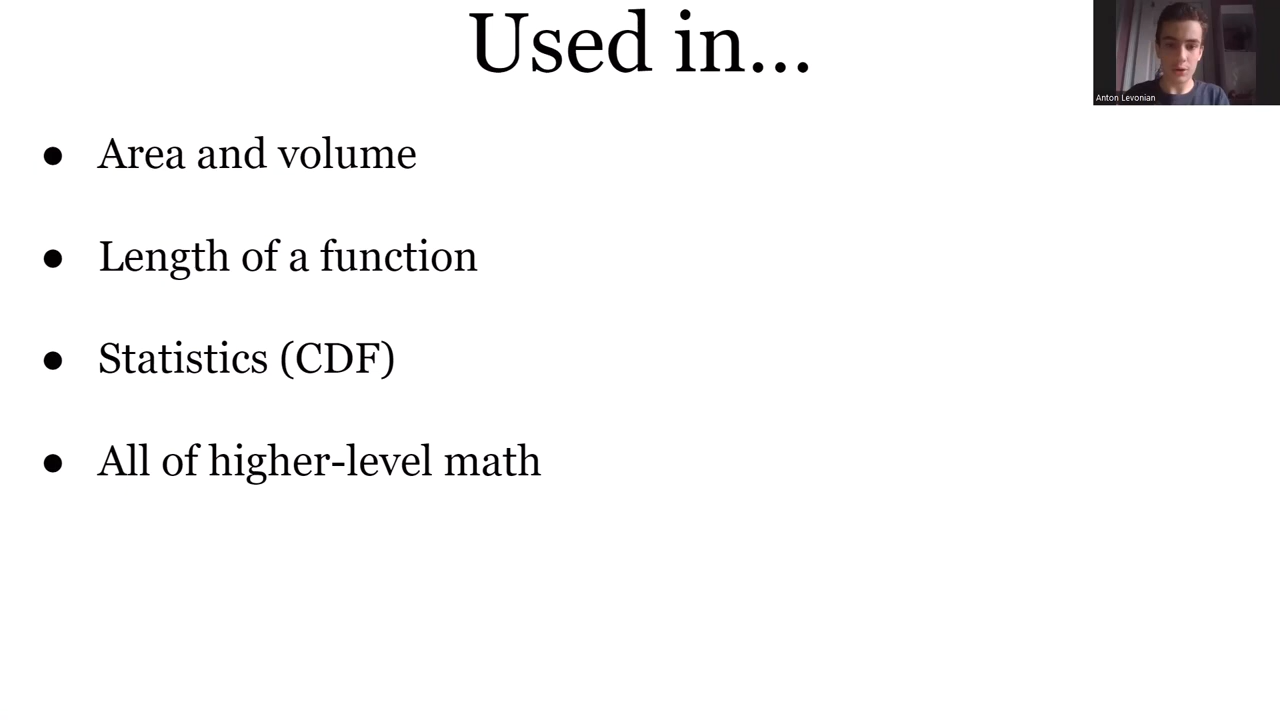 Used in...
Anton Levonian
● Area and volume
● Length of a function
● Statistics (CDF)
● All of higher-level math